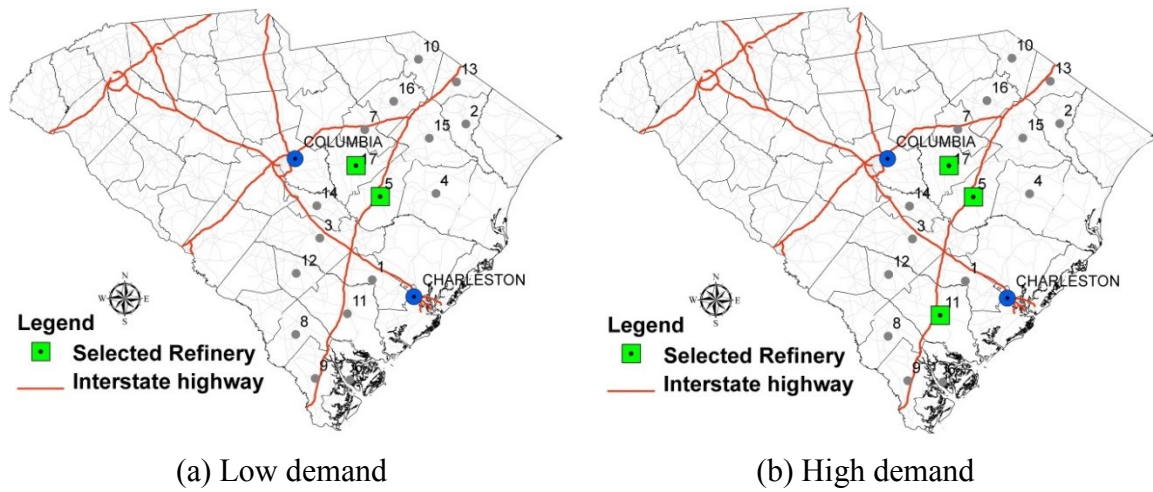 10
13
16
2
7
15
COLUMBIA
17
5
4
14
3
12
1
CHARLESTON
11
8
9
6
N
W E
S
Legend
Selected Refinery
Interstate highway
(a) Low demand
10
13
16
2
7
15
COLUMBIA
17
5
4
14
3
12
1
CHARLESTON
11
8
9
6
N
W E
S
Legend
Selected Refinery
Interstate highway
(b) High demand